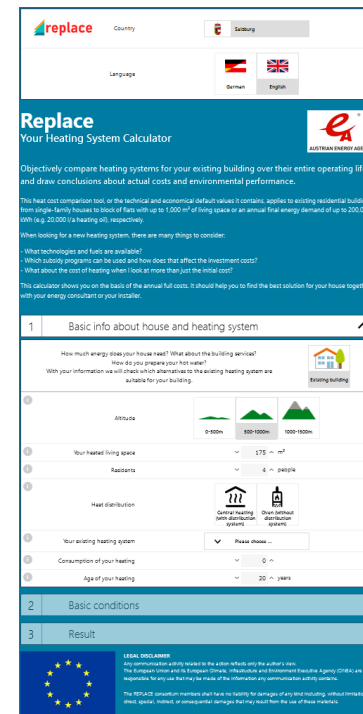 replace
Country
Salzburg
Language
German
English
Replace
Your Heating System Calculator
AUSTRIAN ENERGY AGE
Objectively compare heating systems for your existing building over their entire operating lif
and draw conclusions about actual costs and environmental performance.
This heat cost comparison tool, or the technical and economical default values it contains, applies to existing residential buildin
from single-family houses to block of flats with up to 1,000 m² of living space or an annual final energy demand of up to 200,0
kWh (e.g. 20,000 l/a heating oil), respectively.
When looking for a new heating system, there are many things to consider:
- What technologies and fuels are available?
- Which subsidy programs can be used and how does that affect the investment costs?
- What about the cost of heating when I look at more than just the initial cost?
This calculator shows you on the basis of the annual full costs. It should help you to find the best solution for your house togeth
with your energy consultant or your installer.
1 Basic info about house and heating system
How much energy does your house need? What about the building services?
How do you prepare your hot water?
With your information we will check which alternatives to the existing heating system are
suitable for your building.
Existing building
Altitude
0-500m
500-1000m
1000-1500m
Your heated living space
175 m²
Residents
4 people
Heat distribution
Central heating
(with distribution
system)
Oven (without
distribution
system)
Your existing heating system
Please choose ...
Consumption of your heating
0
Age of your heating
20 years
2 Basic conditions
3 Result
LEGAL DISCLAIMER
Any communication activity related to the action reflects only the author's view.
The European Union and its European Climate, Infrastructure and Environment Executive Agency (CINEA) are
responsible for any use that may be made of the information any communication activity contains.
The REPLACE consortium members shall have no liability for damages of any kind including, without limitatio
direct, special, indirect, or consequential damages that may result from the use of these materials.